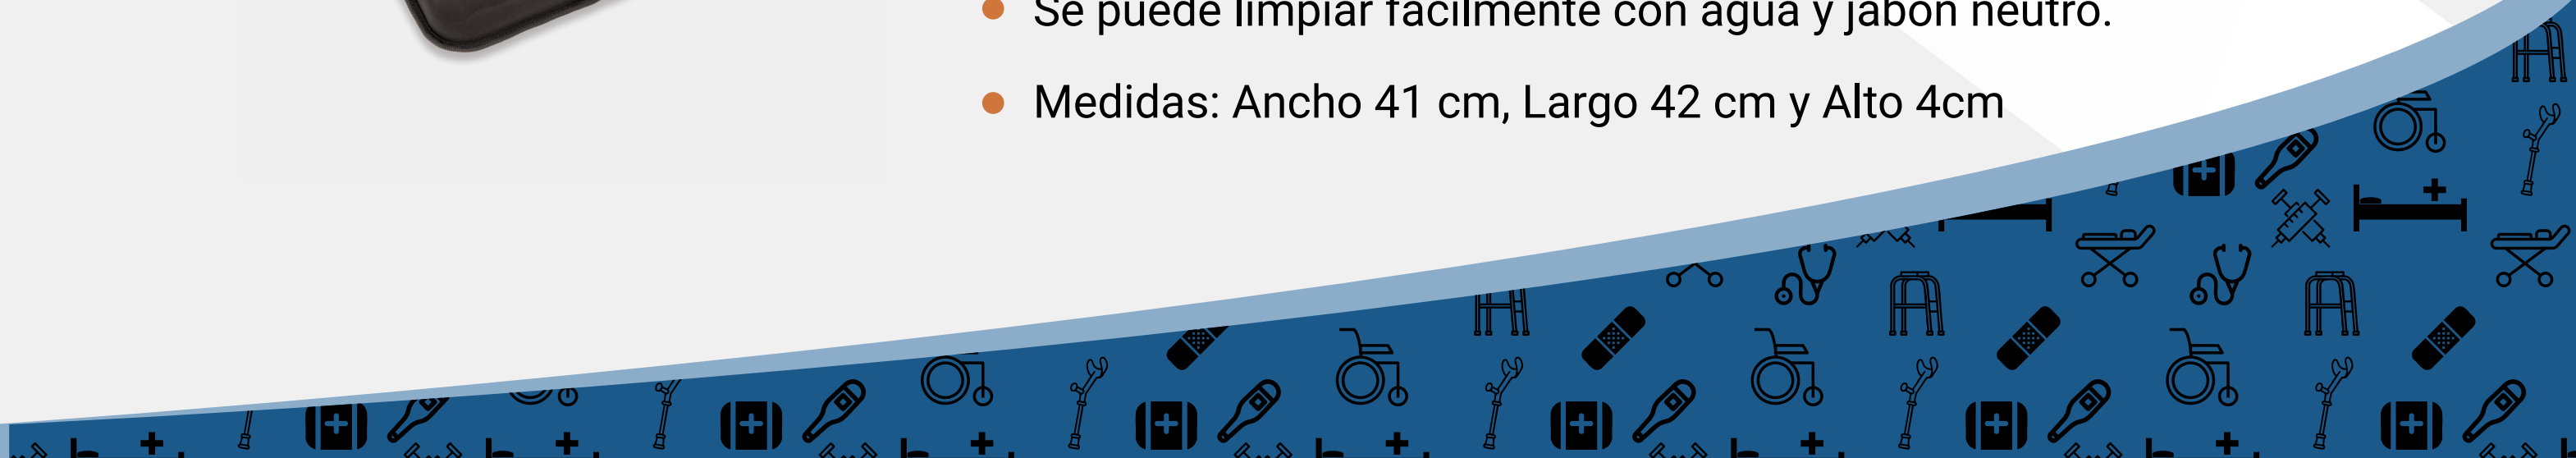 Se puede limpiar fácilmente con agua y jabón neutro.
Medidas: Ancho 41 cm, Largo 42 cm y Alto 4cm